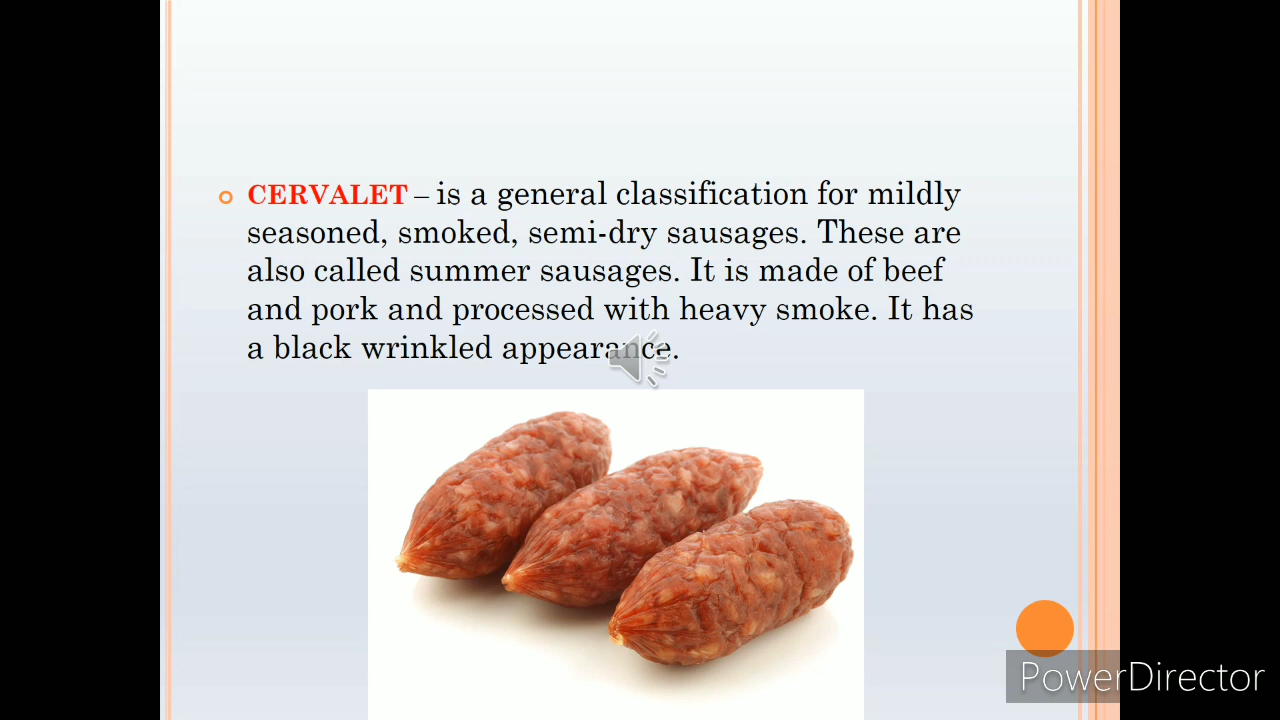 CERVALET – is a general classification for mildly
seasoned, smoked, semi-dry sausages. These are
also called summer sausages. It is made of beef
and pork and processed with heavy smoke. It has
a black wrinkled appearance.
PowerDirector